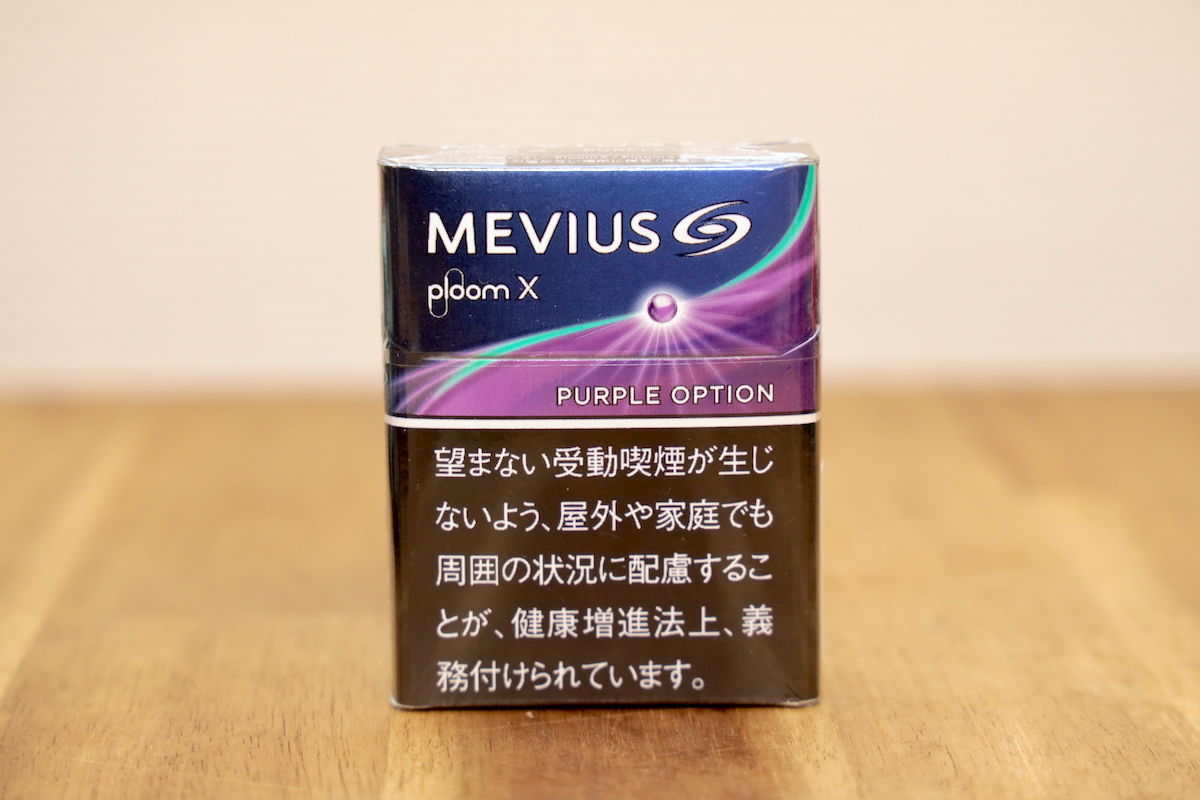 MEVIUS
ploom X
PURPLE OPTION
望まない受動喫煙が生じ
ないよう、屋外や家庭でも
周囲の状況に配慮するこ
とが、健康増進法上、義
務付けられています。